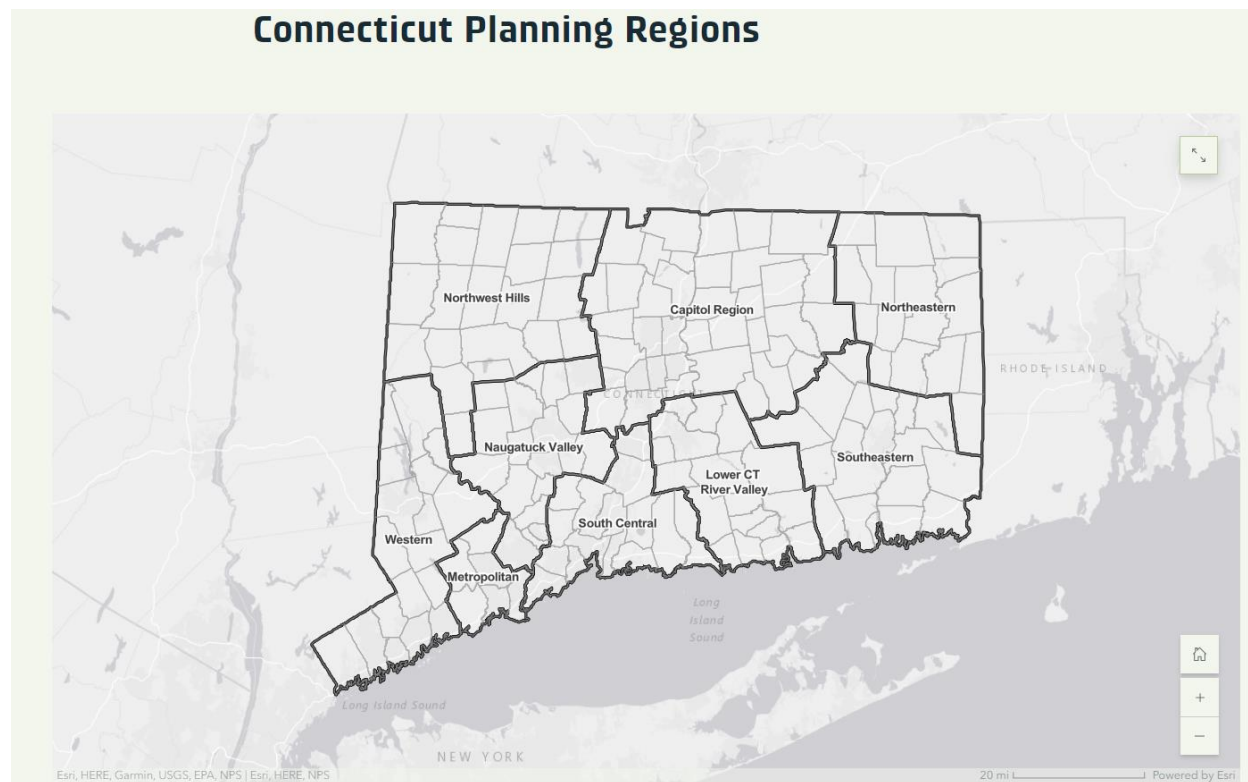 Connecticut Planning Regions
Northwest Hills
Capitol Region
Northeastern
RHODE ISLAND
CONNECTICUT
Naugatuck Valley
Southeastern
Lower CT
River Valley
South Central
Western
Metropolitan
Long
Island
Sound
Long Island Sound
NEW YORK
Esri, HERE, Garmin, USGS, EPA, NPS | Esri, HERE, NPS
20 mi
Powered by Esri